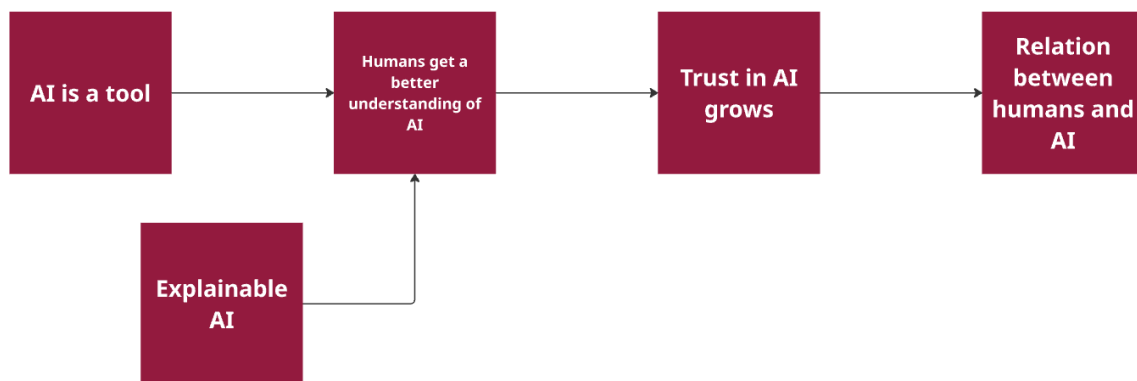 AI is a tool
Humans get a
better
understanding of
AI
Trust in AI
grows
Relation
between
humans and
AI
Explainable
AI